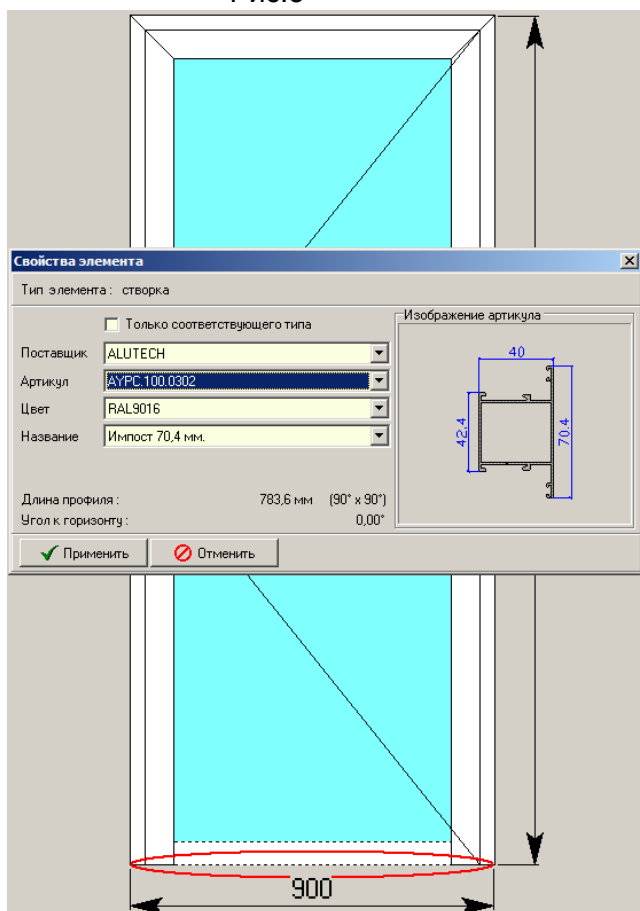 Свойства элемента
Тип элемента: створка
Только соответствующего типа
Поставщик ALUTECH
Артикул AYPC.100.0302
Цвет RAL9016
Название Импост 70,4 мм.
Длина профиля: 783,6 мм (90° x 90°)
Угол к горизонту: 0,00°
Изображение артикула
40
42.4
70.4
Применить Отменить
900